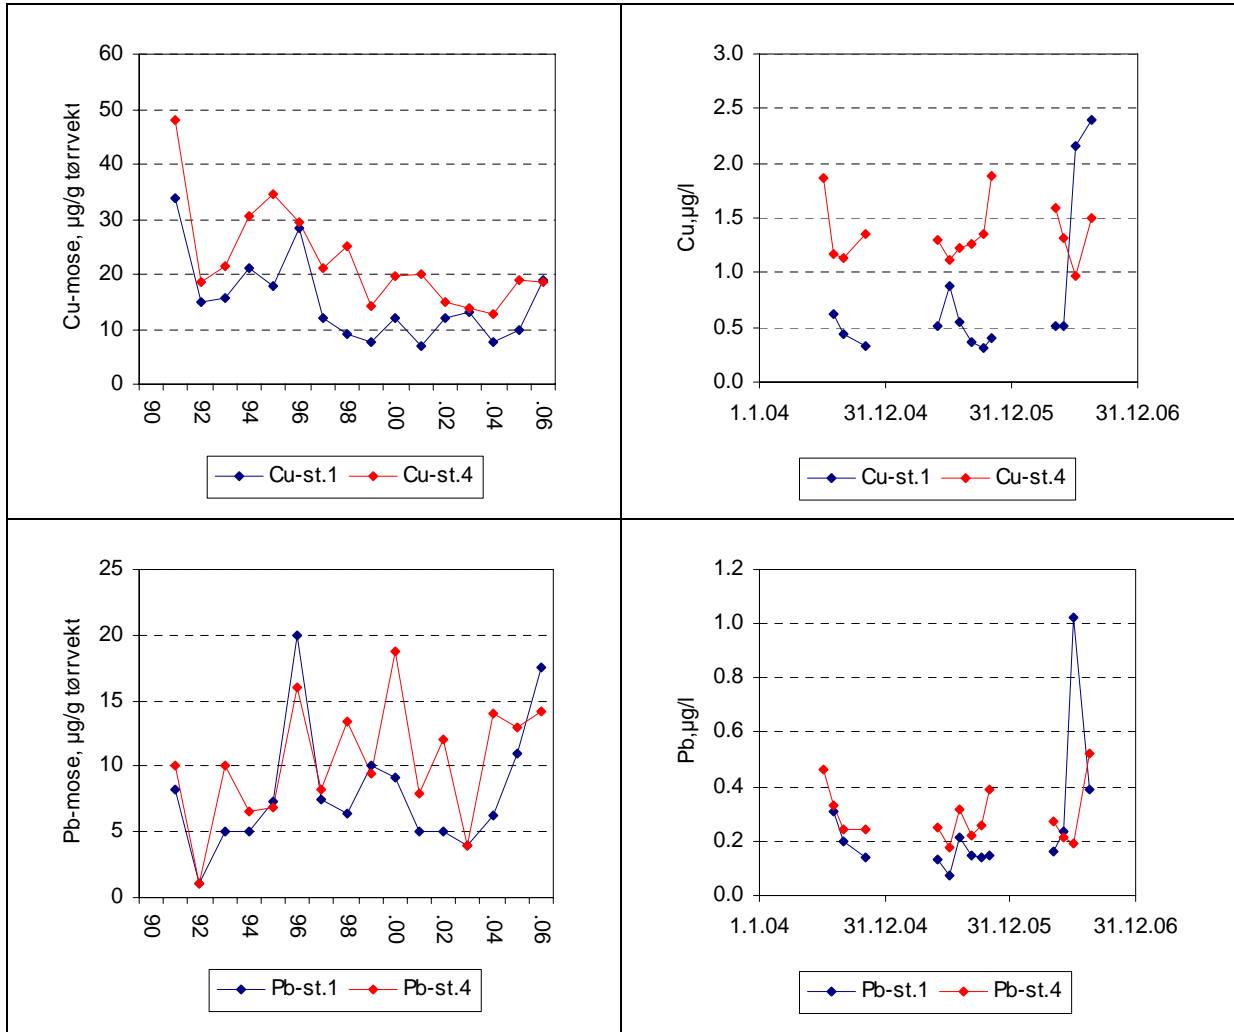 60
50
40
30
20
10
0
Cu-mose, µg/g tørrvekt
90 92 94 96 98 .00 .02 .04 .06
Cu-st.1 Cu-st.4
3.0
2.5
2.0
1.5
1.0
0.5
0.0
Cu,µg/l
1.1.04 31.12.04 31.12.05 31.12.06
Cu-st.1 Cu-st.4
25
20
15
10
5
0
Pb-mose, µg/g tørrvekt
90 92 94 96 98 .00 .02 .04 .06
Pb-st.1 Pb-st.4
1.2
1.0
0.8
0.6
0.4
0.2
0.0
Pb,µg/l
1.1.04 31.12.04 31.12.05 31.12.06
Pb-st.1 Pb-st.4